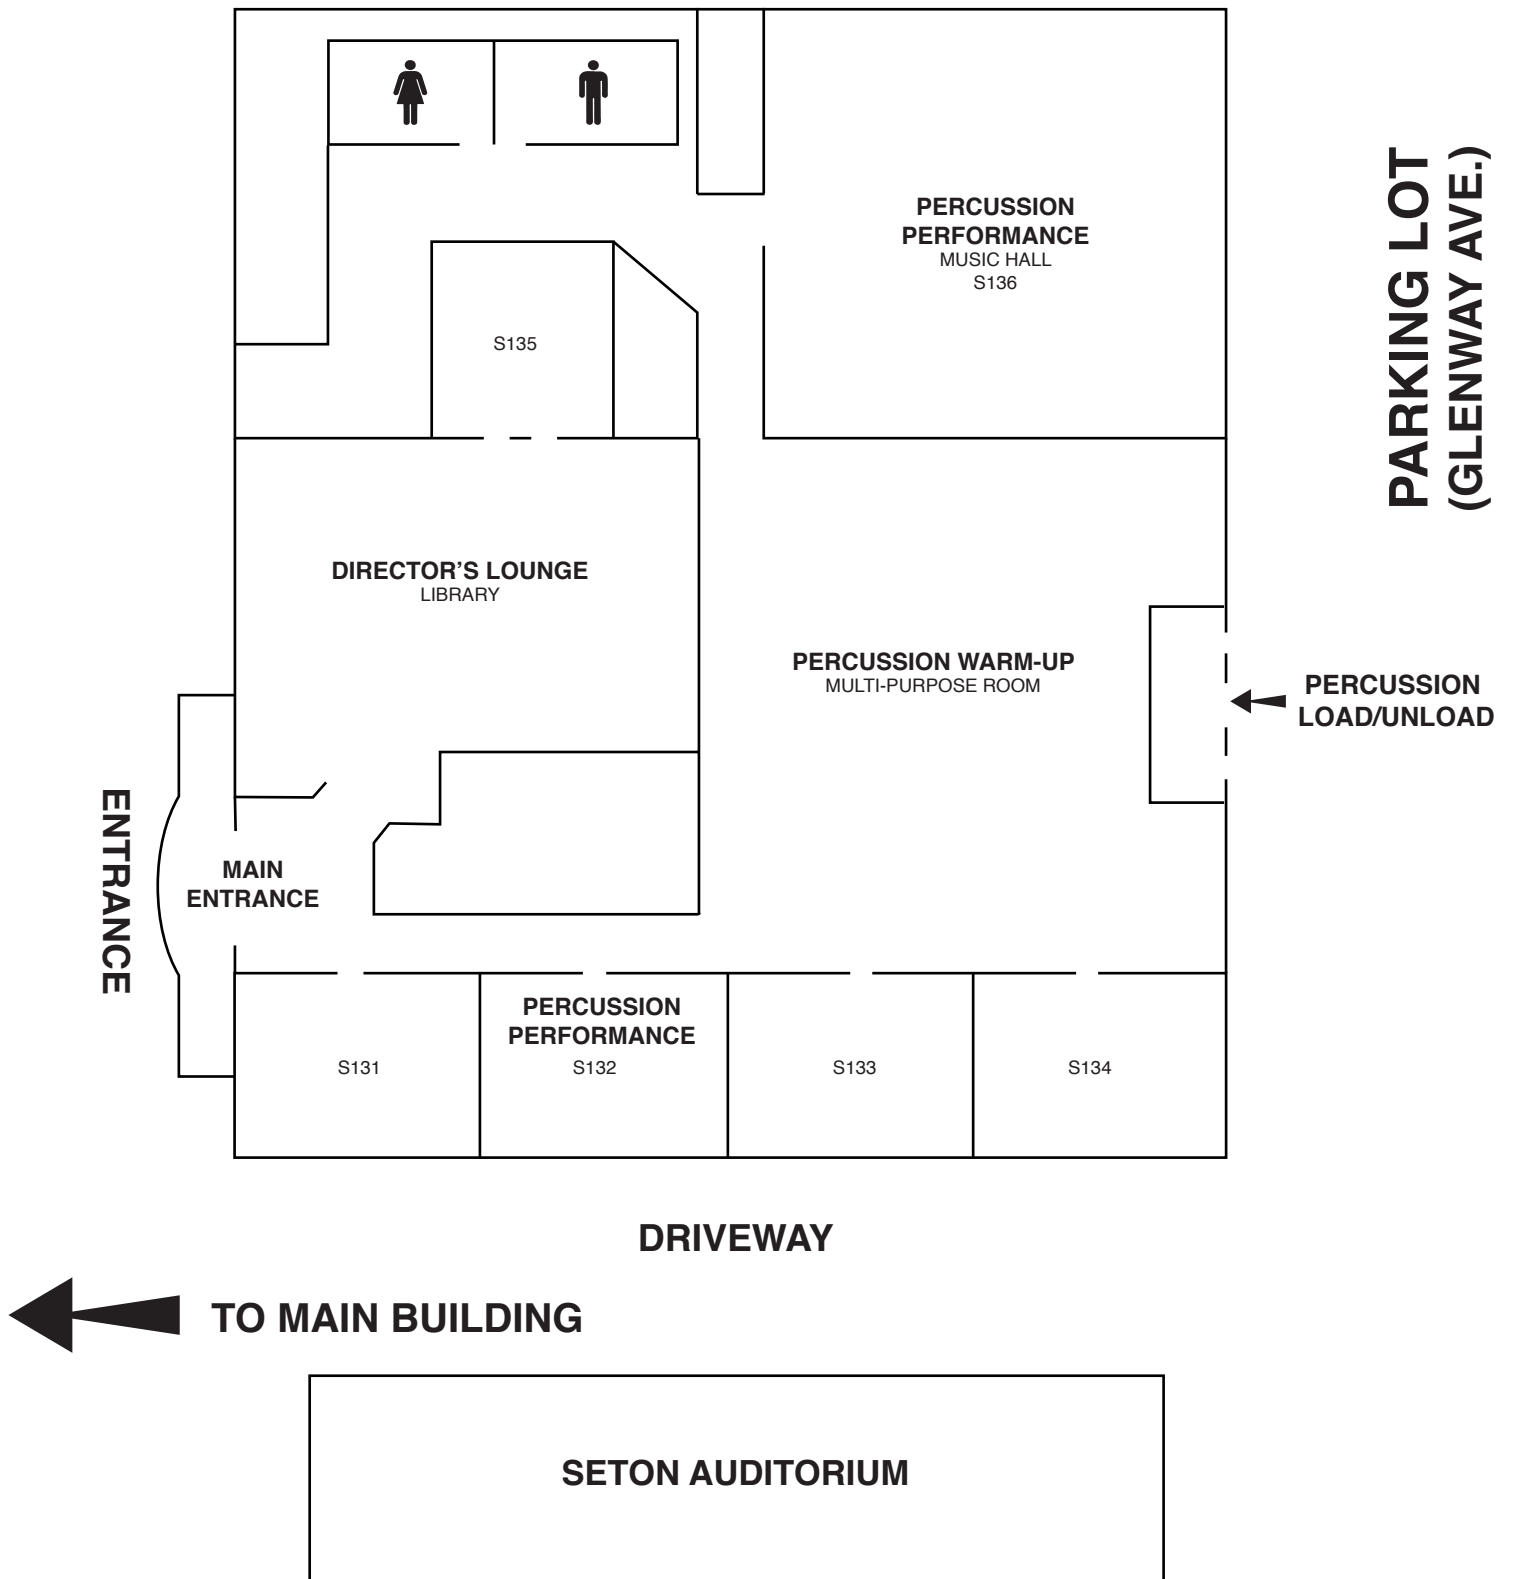 PERCUSSION
PERFORMANCE
MUSIC HALL
S136
PARKING LOT
(GLENWAY AVE.)
S135
DIRECTOR’S LOUNGE
LIBRARY
PERCUSSION WARM-UP
MULTI-PURPOSE ROOM
PERCUSSION
LOAD/UNLOAD
ENTRANCE
MAIN
ENTRANCE
S131
PERCUSSION
PERFORMANCE
S132
S133
S134
DRIVEWAY
TO MAIN BUILDING
SETON AUDITORIUM